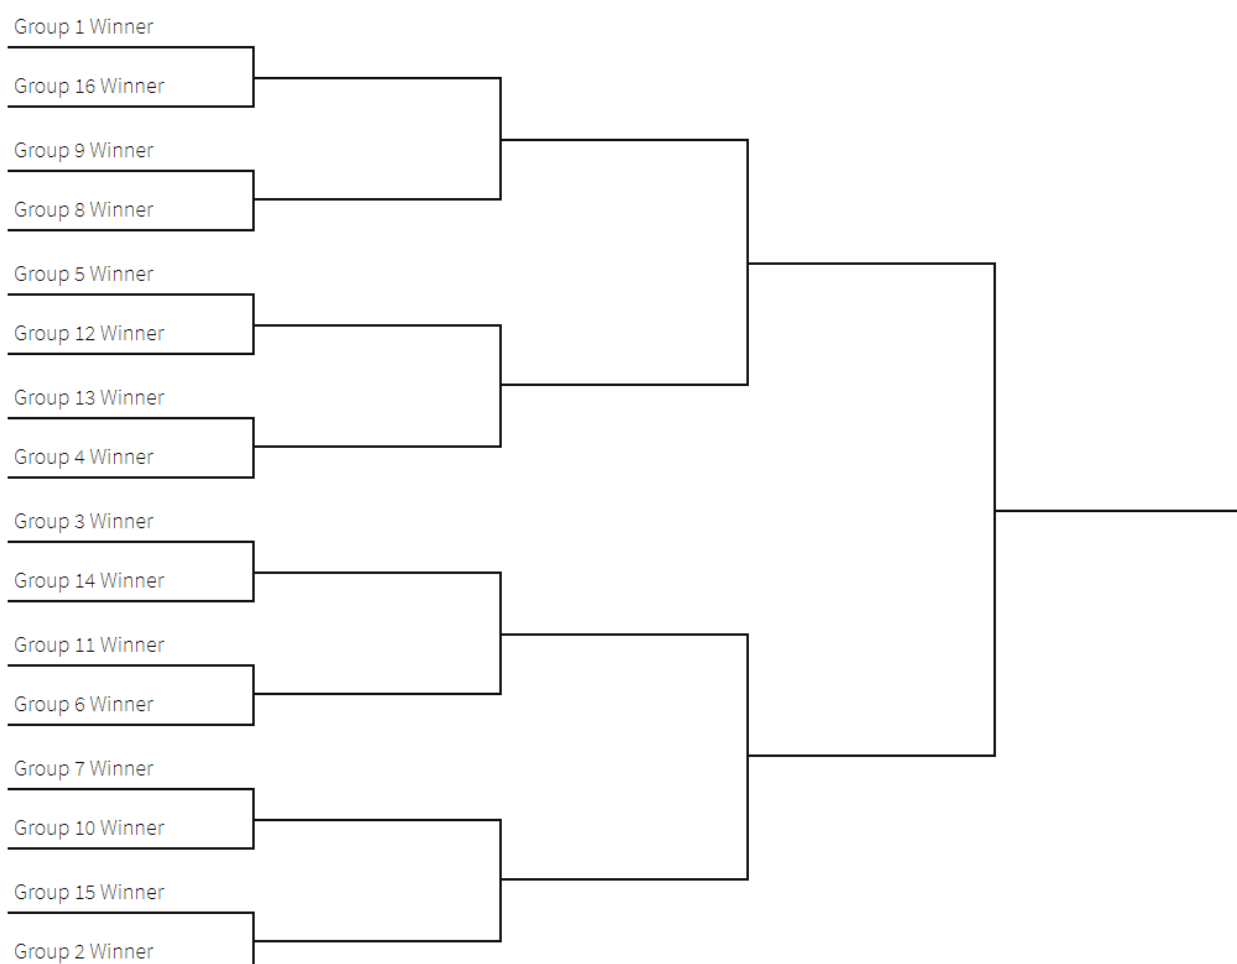 Group 1 Winner
Group 16 Winner
Group 9 Winner
Group 8 Winner
Group 5 Winner
Group 12 Winner
Group 13 Winner
Group 4 Winner
Group 3 Winner
Group 14 Winner
Group 11 Winner
Group 6 Winner
Group 7 Winner
Group 10 Winner
Group 15 Winner
Group 2 Winner